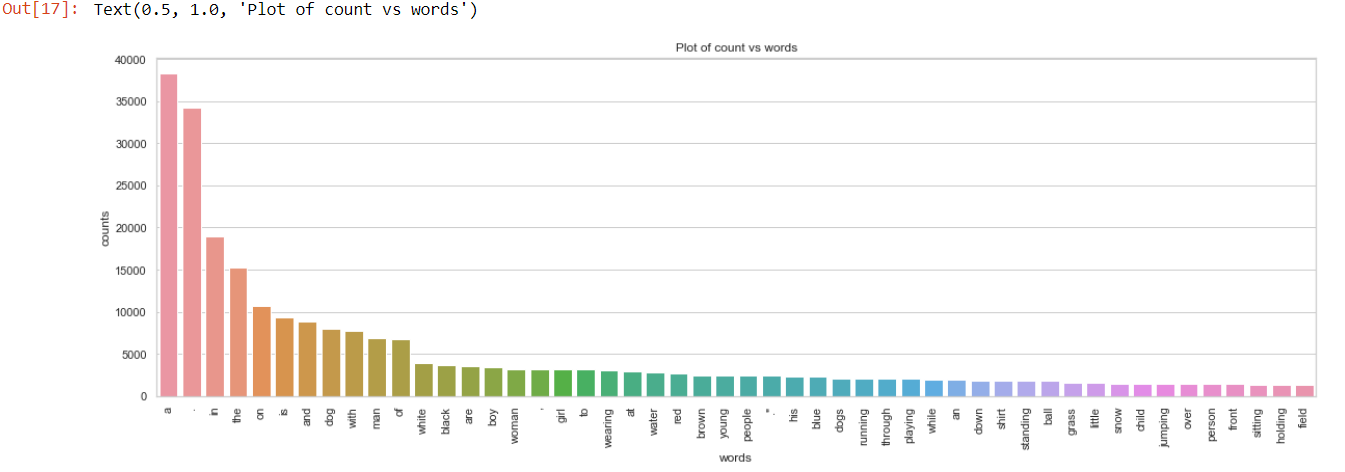 Out[17]: Text(0.5, 1.0, 'Plot of count vs words')
Plot of count vs words
40000
35000
30000
25000
20000
15000
10000
5000
0
counts
a
.
in
the
on
is
and
dog
with
man
of
white
black
are
boy
woman
,
girl
to
wearing
at
water
red
brown
young
people
."
his
blue
dogs
running
through
playing
while
an
down
shirt
standing
ball
grass
little
snow
child
jumping
over
person
front
sitting
holding
field
words